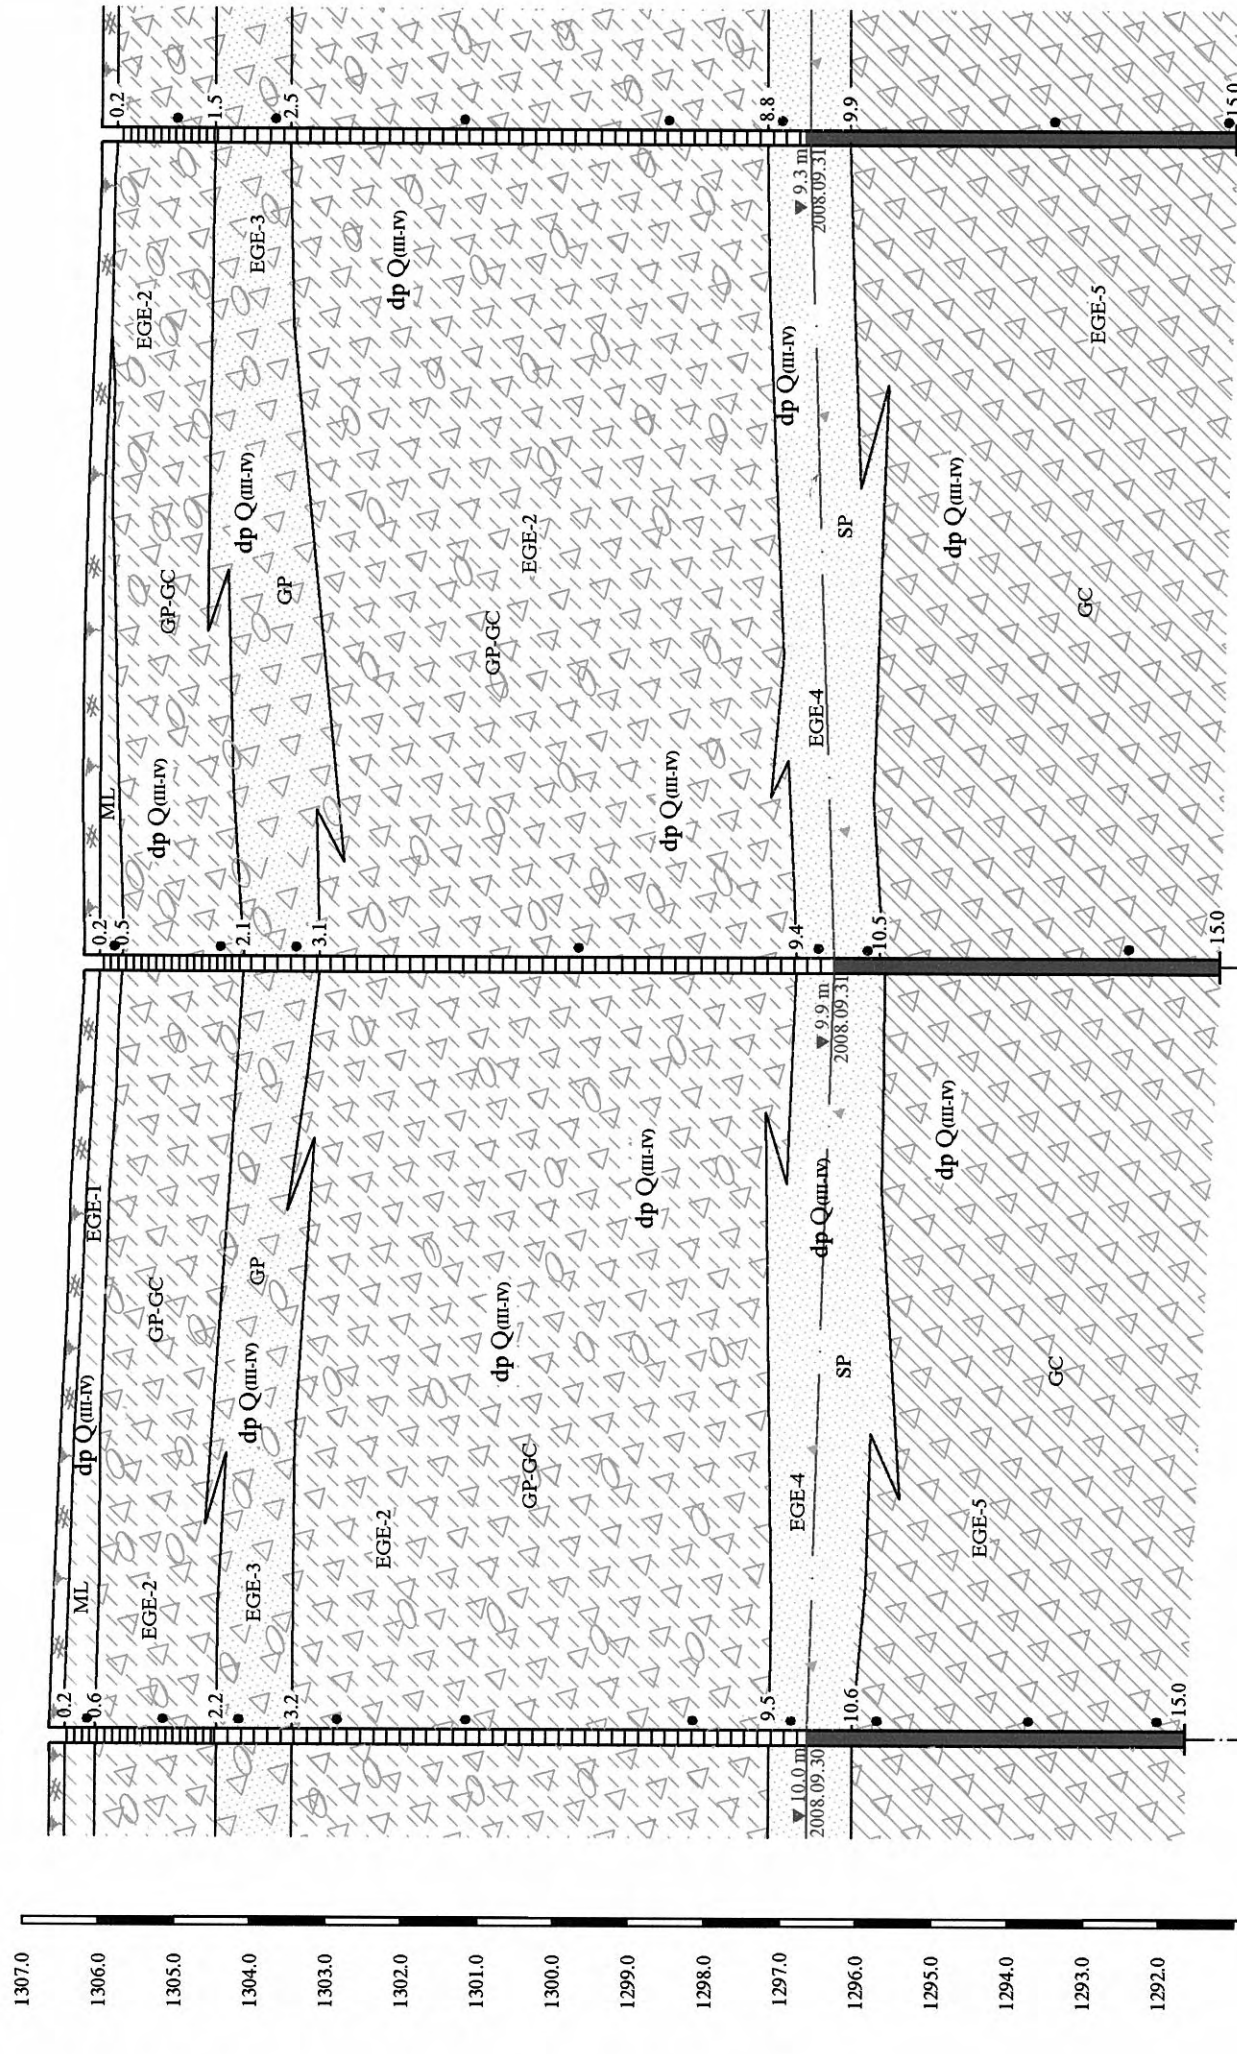 1307.0
1306.0
1305.0
1304.0
1303.0
1302.0
1301.0
1300.0
1299.0
1298.0
1297.0
1296.0
1295.0
1294.0
1293.0
1292.0
10.0 m
2008.09.30
0.2
0.6
2.2
3.2
9.5
10.6
15.0
ML
dp Q(III-IV)
EGE-1
EGE-2
GP-GC
EGE-3
dp Q(III-IV)
GP
EGE-2
dp Q(III-IV)
GP-GC
dp Q(III-IV)
EGE-4
dp Q(III-IV)
SP
dp Q(III-IV)
EGE-5
GC
9.9 m
2008.09.31
0.2
0.5
2.1
3.1
9.4
10.5
15.0
ML
EGE-2
dp Q(III-IV)
GP-GC
dp Q(III-IV)
EGE-3
GP
dp Q(III-IV)
GP-GC
EGE-2
dp Q(III-IV)
dp Q(III-IV)
EGE-4
SP
dp Q(III-IV)
GC
EGE-5
9.3 m
2008.09.31
0.2
1.5
2.5
8.8
9.9
15.0